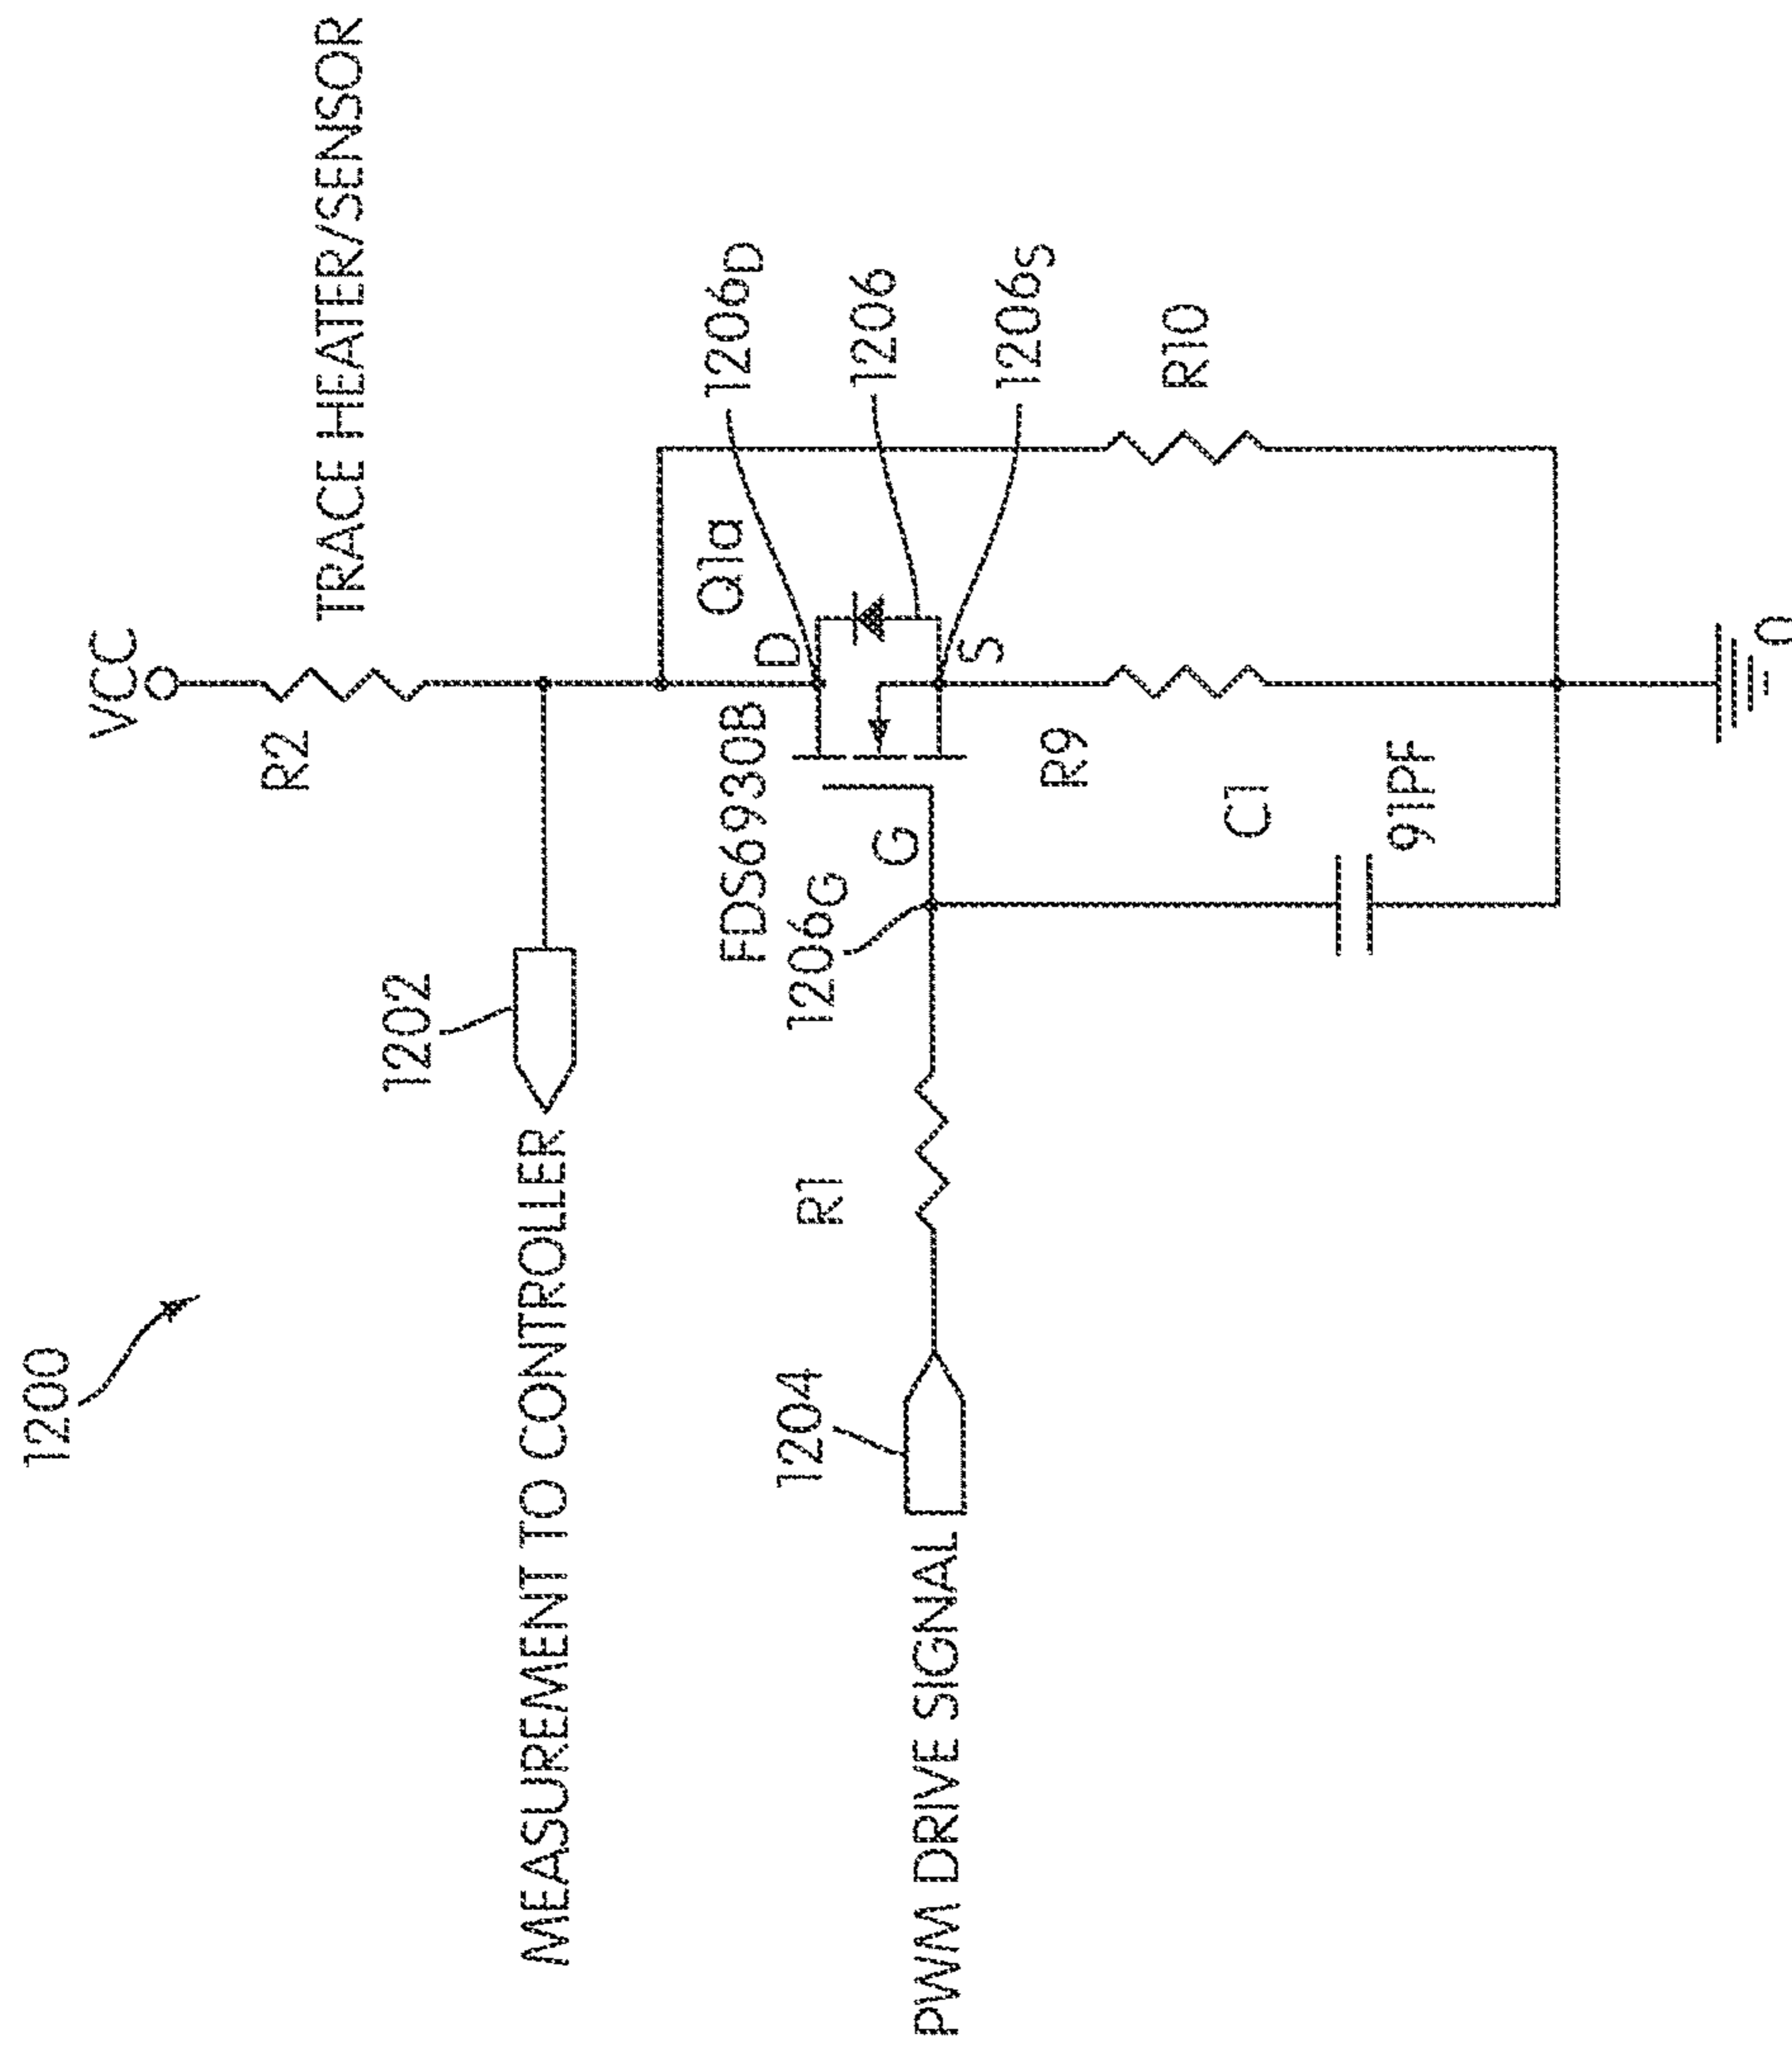 1200
VCC
R2
TRACE HEATER/SENSOR
1202
MEASUREMENT TO CONTROLLER
Q1a
1206D
D
FDS6930B
1206G
G
1206
S
1206S
1204
R1
PWM DRIVE SIGNAL
R9
R10
C1
91PF
0